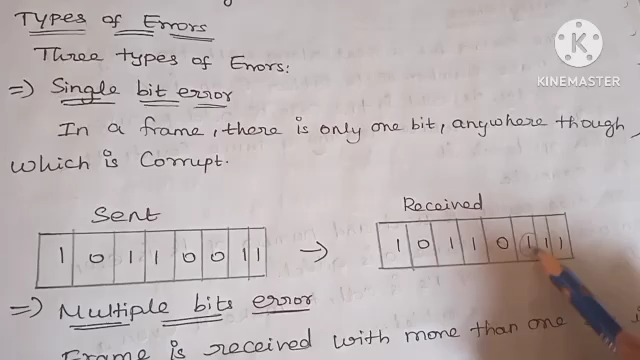 Types of Errors
Three types of Errors:
K
KINEMASTER
=> Single bit error
In a frame, there is only one bit, anywhere though,
which is Corrupt.
Sent
Received
1 0 1 1 0 0 1 1
→
1 0 1 1 0 1 1 1
=> Multiple bits error
Frame is received with more than one